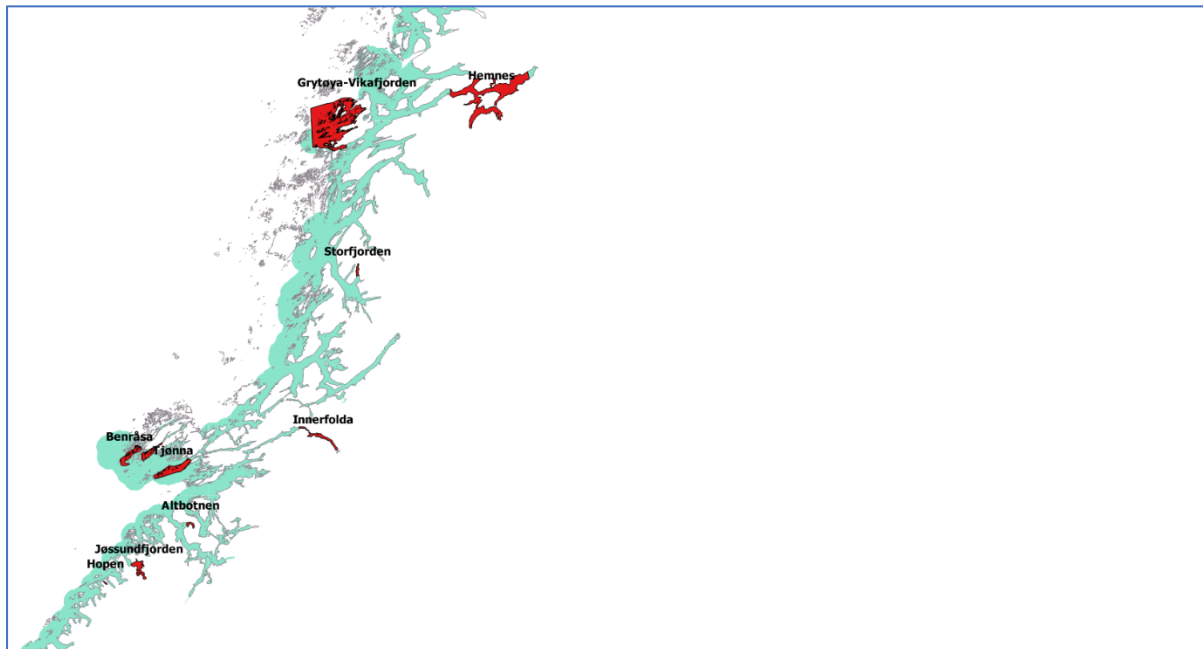 Hemnes
Grytøya-Vikafjorden
Storfjorden
Innerfolda
Benråsa
Tjønna
Altbotnen
Jøssundfjorden
Hopen